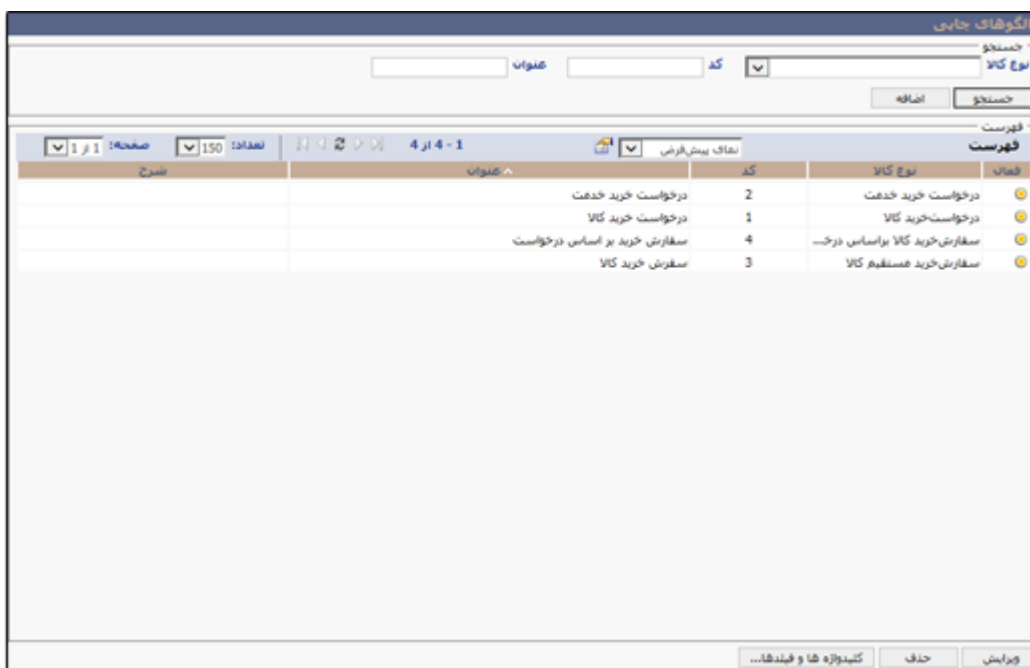 الگوهای چاپی
جستجو
نوع کالا کد عنوان
جستجو اضافه
فهرست
فهرست نمای پیش‌فرض 1 - 4 از 4 تعداد: 150 صفحه: 1 از 1
فعال نوع کالا کد عنوان شرح
درخواست خرید خدمت 2 درخواست خرید خدمت
درخواست‌خرید کالا 1 درخواست خرید کالا
سفارش‌خرید کالا براساس درخ... 4 سفارش خرید بر اساس درخواست
سفارش‌خرید مستقیم کالا 3 سفرش خرید کالا
ویرایش حذف کلیدواژه ها و فیلدها...